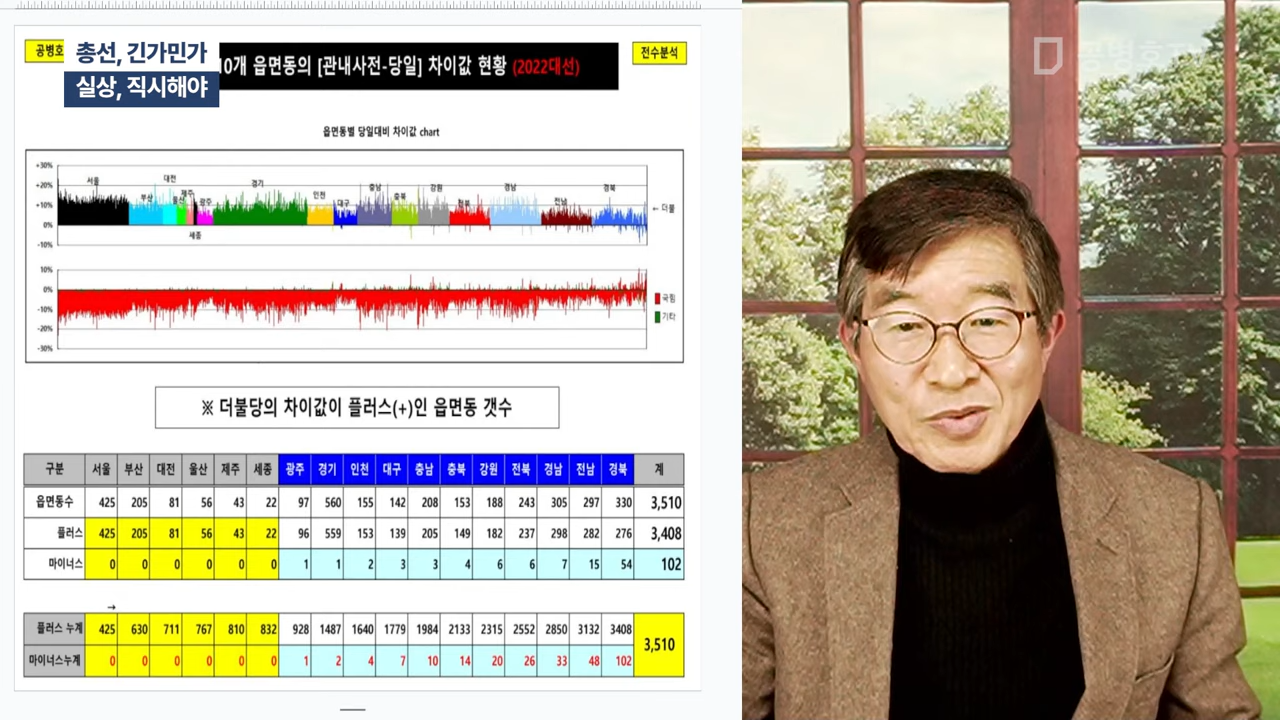 공병호
총선, 긴가민가
실상, 직시해야
10개 읍면동의 [관내사전-당일] 차이값 현황 (2022대선)
전수분석
읍면동별 당일대비 차이값 chart
+30%
+20%
+10%
0%
-10%
서울
부산
대전
울산
제주
세종
광주
경기
인천
대구
충남
충북
강원
전북
경남
전남
경북
← 더불
10%
0%
-10%
-20%
-30%
국힘
기타
※ 더불당의 차이값이 플러스(+)인 읍면동 갯수
구분 서울 부산 대전 울산 제주 세종 광주 경기 인천 대구 충남 충북 강원 전북 경남 전남 경북 계
읍면동수 425 205 81 56 43 22 97 560 155 142 208 153 188 243 305 297 330 3,510
플러스 425 205 81 56 43 22 96 559 153 139 205 149 182 237 298 282 276 3,408
마이너스 0 0 0 0 0 0 1 1 2 3 3 4 6 6 7 15 54 102
→
플러스 누계 425 630 711 767 810 832 928 1487 1640 1779 1984 2133 2315 2552 2850 3132 3408 3,510
마이너스누계 0 0 0 0 0 0 1 2 4 7 10 14 20 26 33 48 102
공병호TV